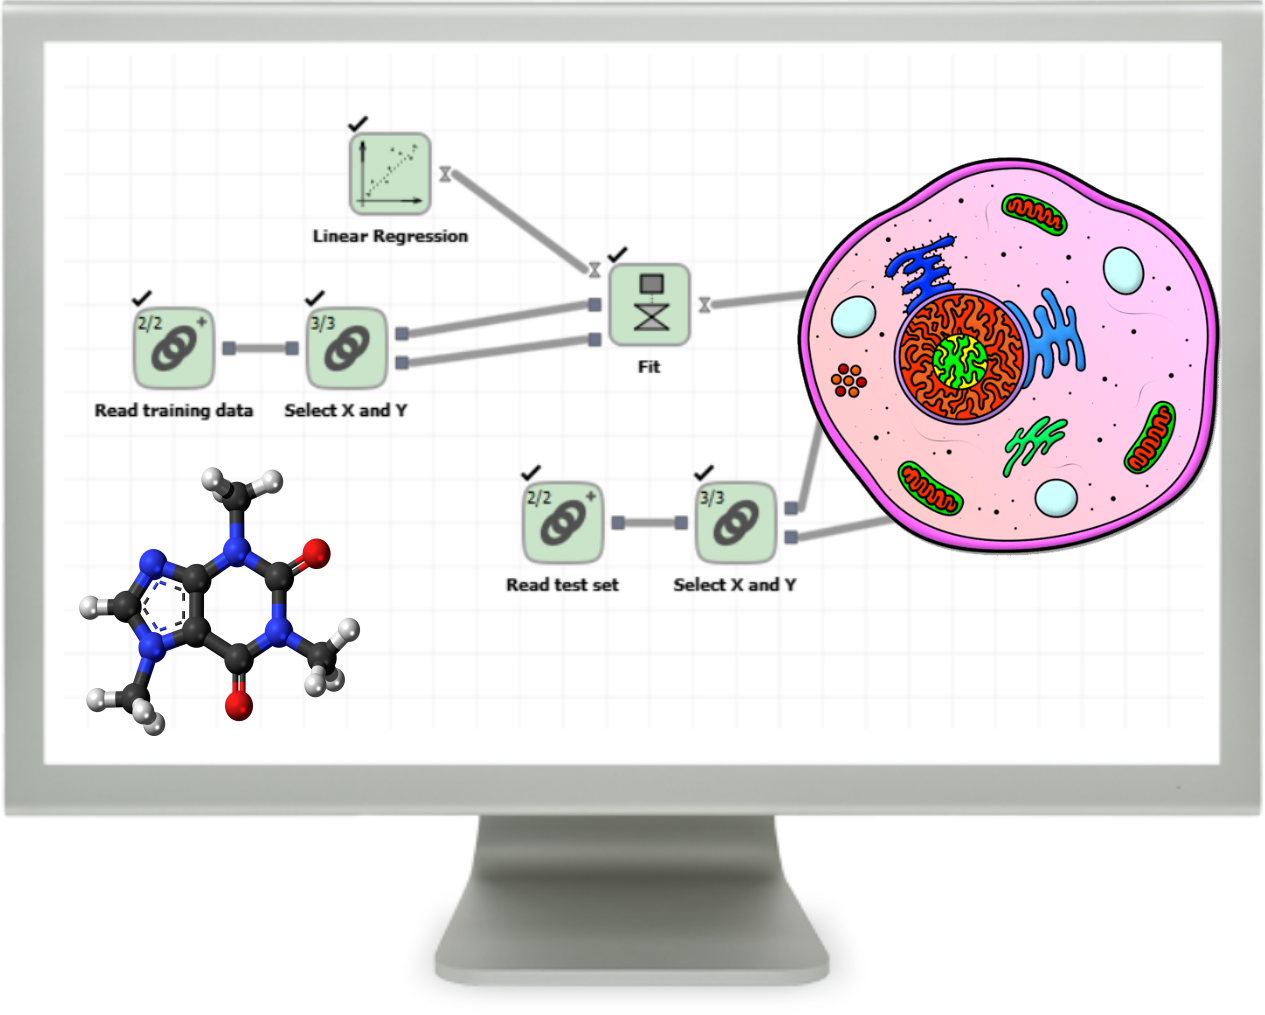 Linear Regression
2/2
3/3
Read training data
Select X and Y
Fit
2/2
3/3
Read test set
Select X and Y